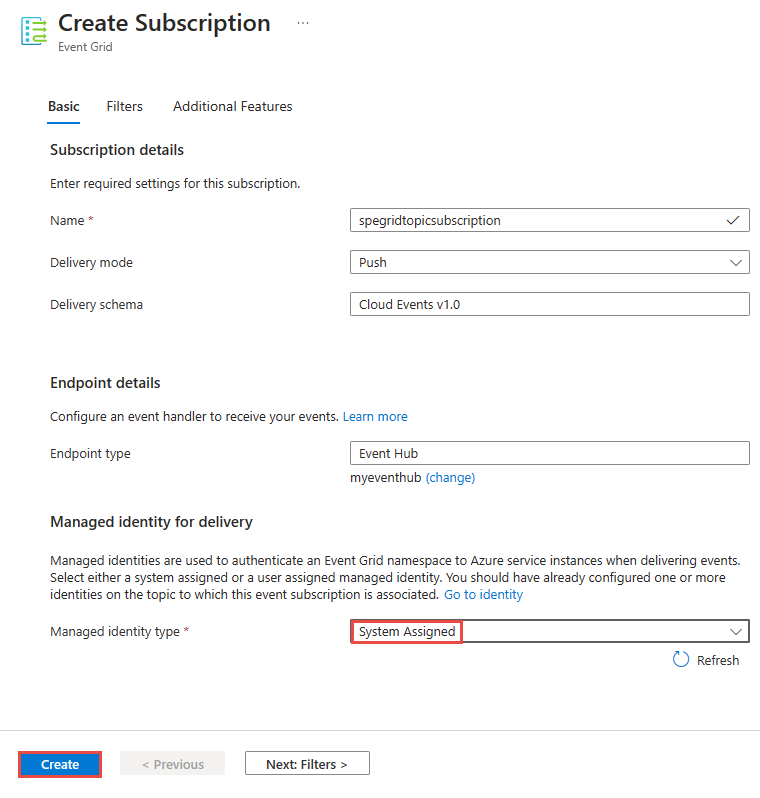 Create Subscription ...
Event Grid
Basic Filters Additional Features
Subscription details
Enter required settings for this subscription.
Name * spegridtopicsubscription
Delivery mode Push
Delivery schema Cloud Events v1.0
Endpoint details
Configure an event handler to receive your events. Learn more
Endpoint type Event Hub
myeventhub (change)
Managed identity for delivery
Managed identities are used to authenticate an Event Grid namespace to Azure service instances when delivering events.
Select either a system assigned or a user assigned managed identity. You should have already configured one or more
identities on the topic to which this event subscription is associated. Go to identity
Managed identity type * System Assigned
Refresh
Create < Previous Next: Filters >